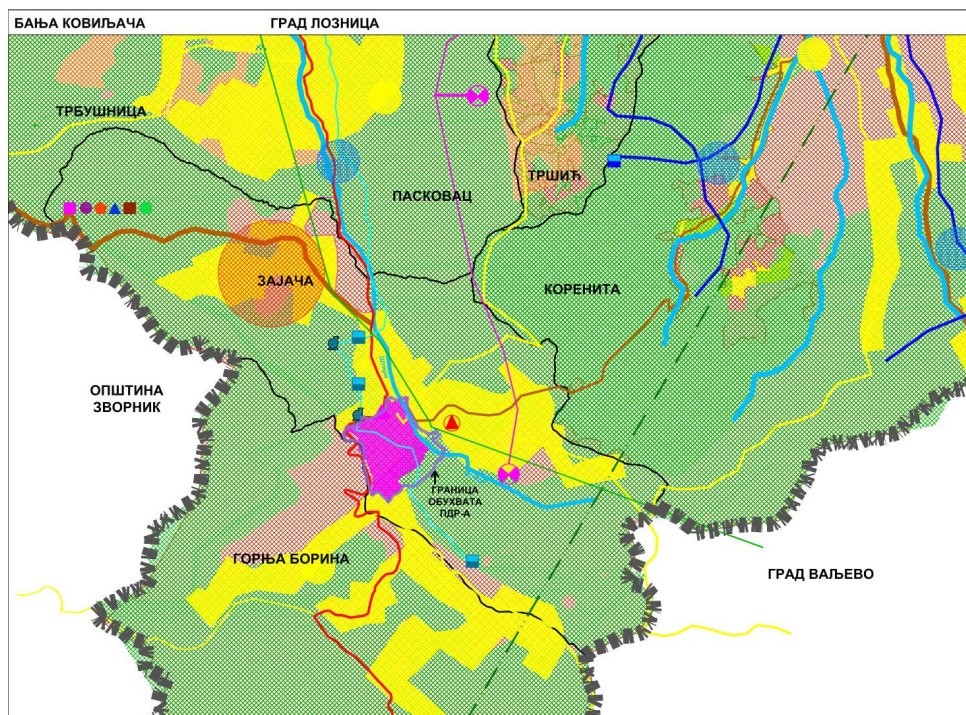 БАЊА КОВИЉАЧА
ГРАД ЛОЗНИЦА
ТРБУШНИЦА
ТРШИЋ
ПАСКОВАЦ
ЗАЈАЧА
КОРЕНИТА
ОПШТИНА
ЗВОРНИК
ГРАНИЦА
ОБУХВАТА
ПДР-А
ГОРЊА БОРИНА
ГРАД ВАЉЕВО